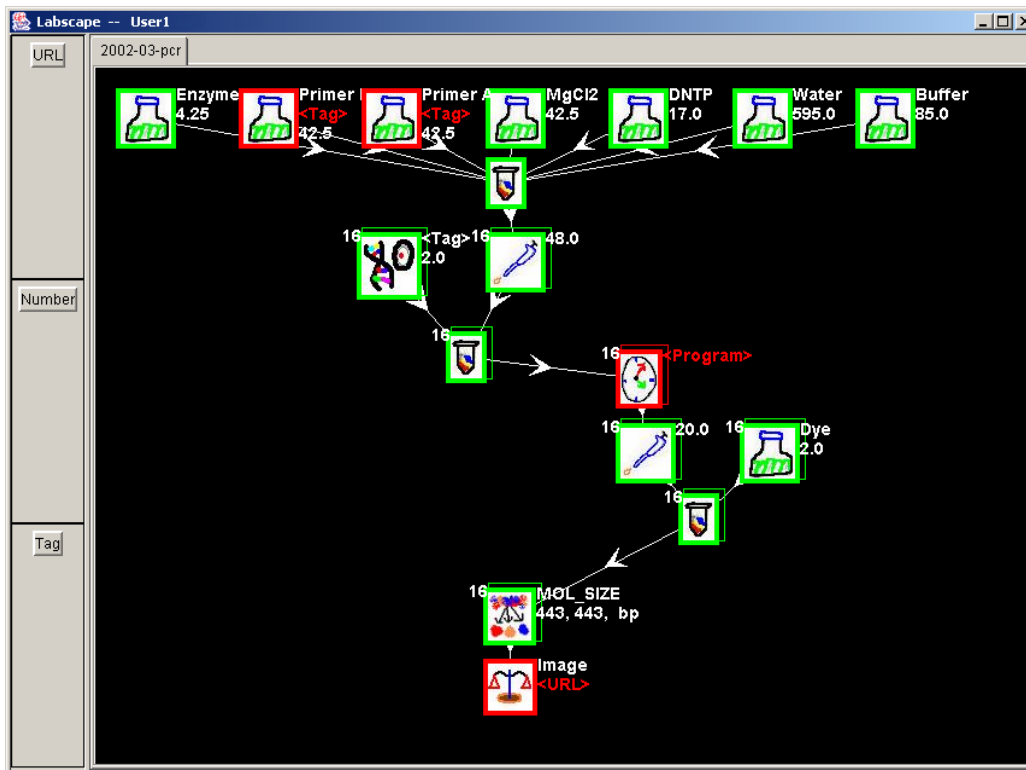 Labscape -- User1
URL
2002-03-pcr
Enzyme
4.25
Primer
<Tag>
42.5
Primer A
<Tag>
42.5
MgCl2
42.5
DNTP
17.0
Water
595.0
Buffer
85.0
16
<Tag>
2.0
16
48.0
Number
16
16
<Program>
16
20.0
16
Dye
2.0
16
Tag
16
MOL_SIZE
443, 443, bp
Image
<URL>